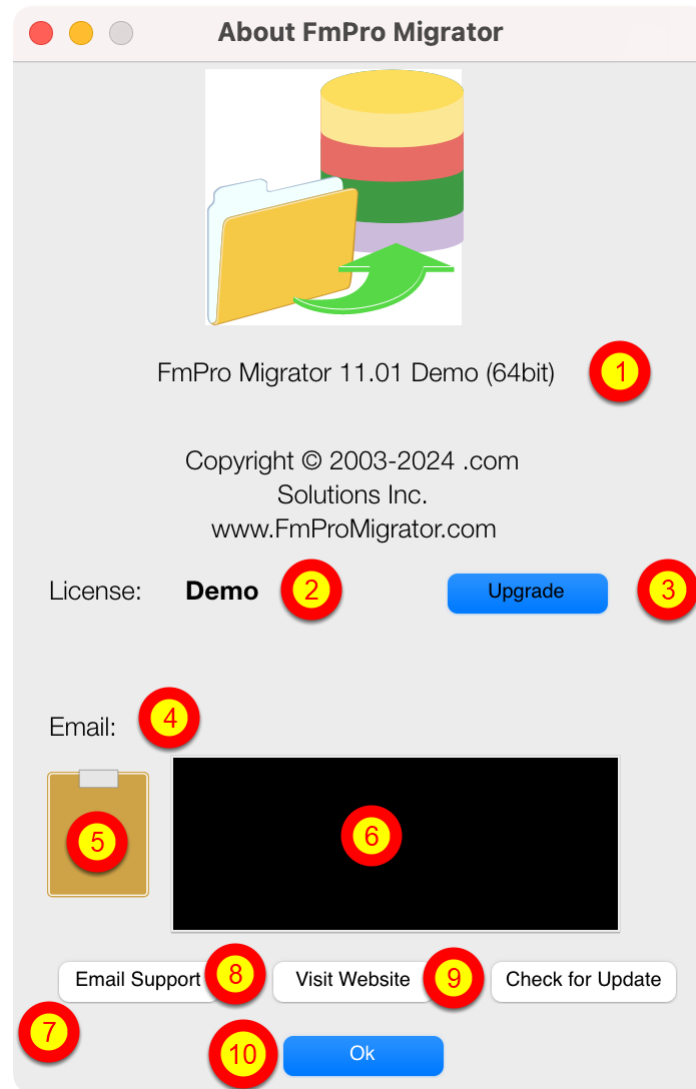 About FmPro Migrator
FmPro Migrator 11.01 Demo (64bit)
1
Copyright © 2003-2024 .com
Solutions Inc.
www.FmProMigrator.com
License:
Demo
2
Upgrade
3
Email:
4
5
6
Email Support
8
Visit Website
9
Check for Update
7
10
Ok